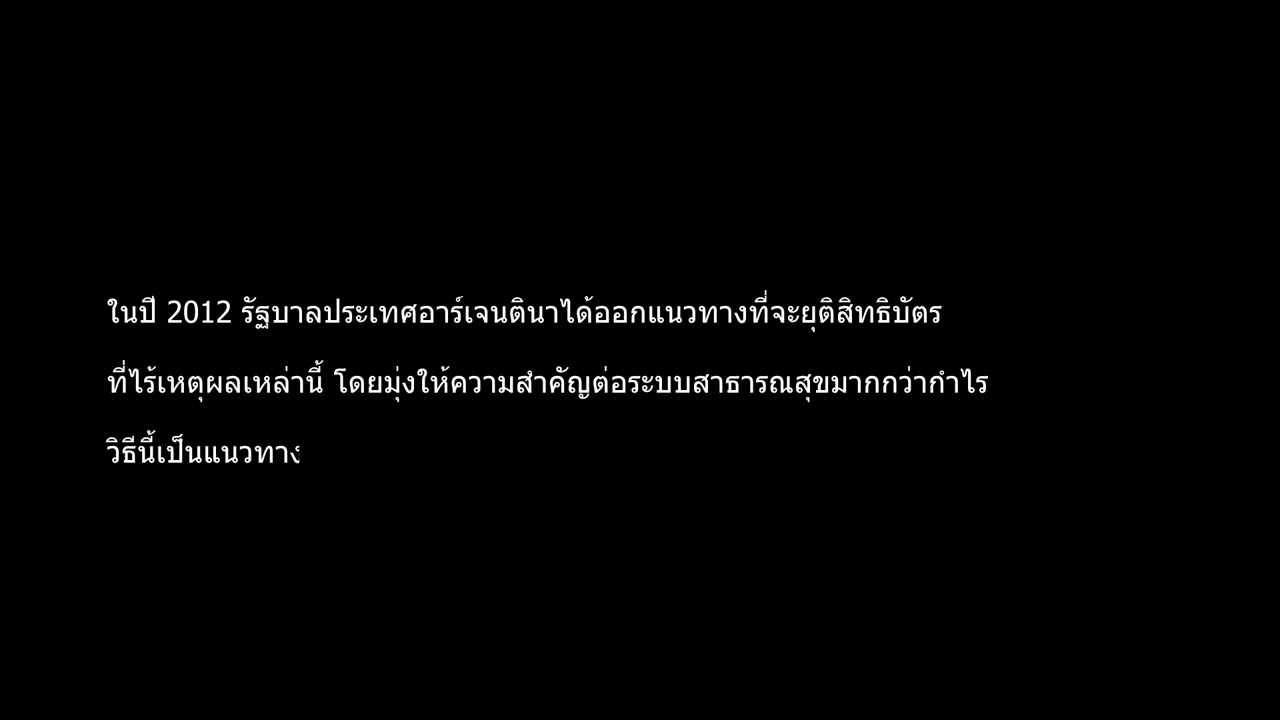 ในปี 2012 รัฐบาลประเทศอาร์เจนตินาได้ออกแนวทางที่จะยุติสิทธิบัตร
ที่ไร้เหตุผลเหล่านี้ โดยมุ่งให้ความสำคัญต่อระบบสาธารณสุขมากกว่ากำไร
วิธีนี้เป็นแนวทาง